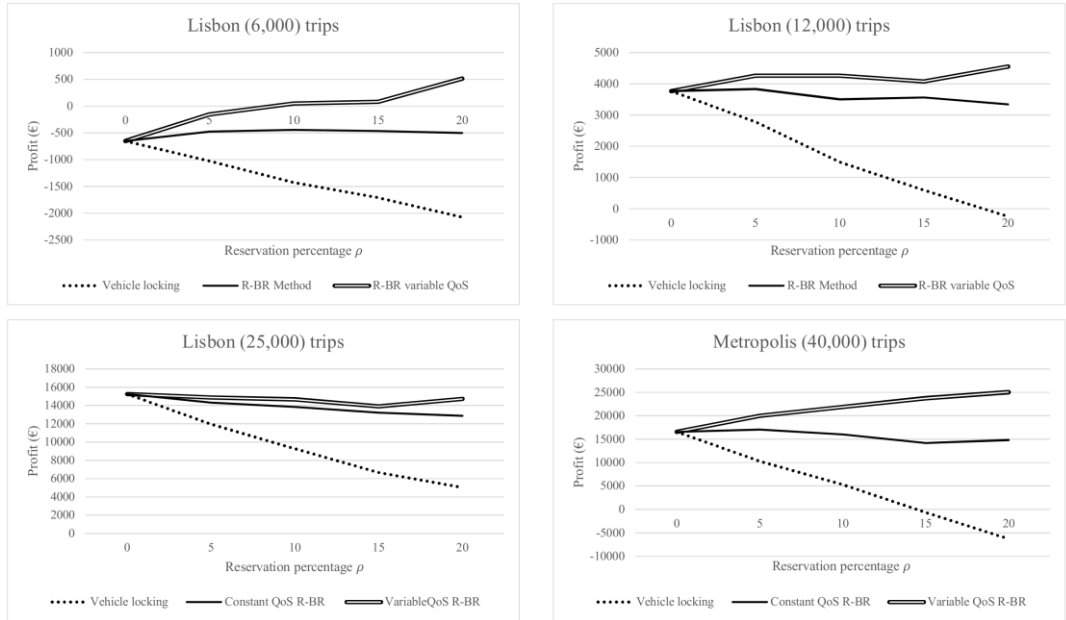 Lisbon (6,000) trips
1000
500
0
-500
-1000
-1500
-2000
-2500
0 5 10 15 20
Profit (€)
Reservation percentage ρ
Vehicle locking R-BR Method R-BR variable QoS
Lisbon (12,000) trips
5000
4000
3000
2000
1000
0
-1000
0 5 10 15 20
Profit (€)
Reservation percentage ρ
Vehicle locking R-BR Method R-BR variable QoS
Lisbon (25,000) trips
18000
16000
14000
12000
10000
8000
6000
4000
2000
0
0 5 10 15 20
Profit (€)
Reservation percentage ρ
Vehicle locking Constant QoS R-BR VariableQoS R-BR
Metropolis (40,000) trips
30000
25000
20000
15000
10000
5000
0
-5000
-10000
0 5 10 15 20
Profit (€)
Reservation percentage ρ
Vehicle locking Constant QoS R-BR Variable QoS R-BR